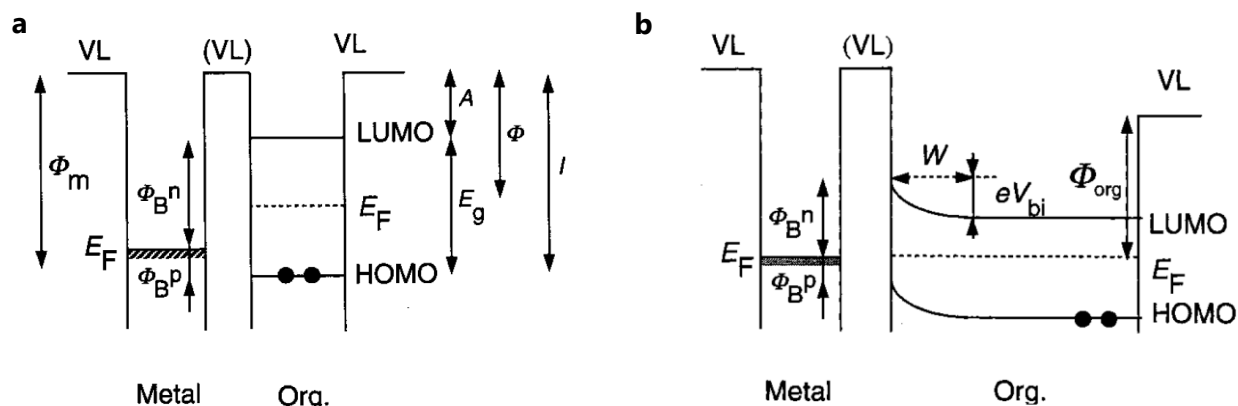 a
VL
(VL)
VL
A
LUMO
Φ
Φm
ΦBn
Eg
I
EF
EF
ΦBp
HOMO
Metal
Org.
b
VL
(VL)
VL
W
Φorg
eVbi
ΦBn
LUMO
EF
EF
ΦBp
HOMO
Metal
Org.